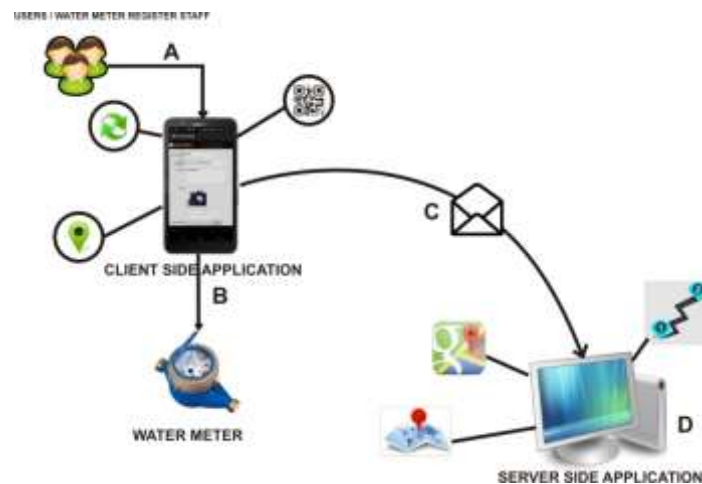 USERS / WATER METER REGISTER STAFF
A
C
CLIENT SIDE APPLICATION
B
WATER METER
D
SERVER SIDE APPLICATION